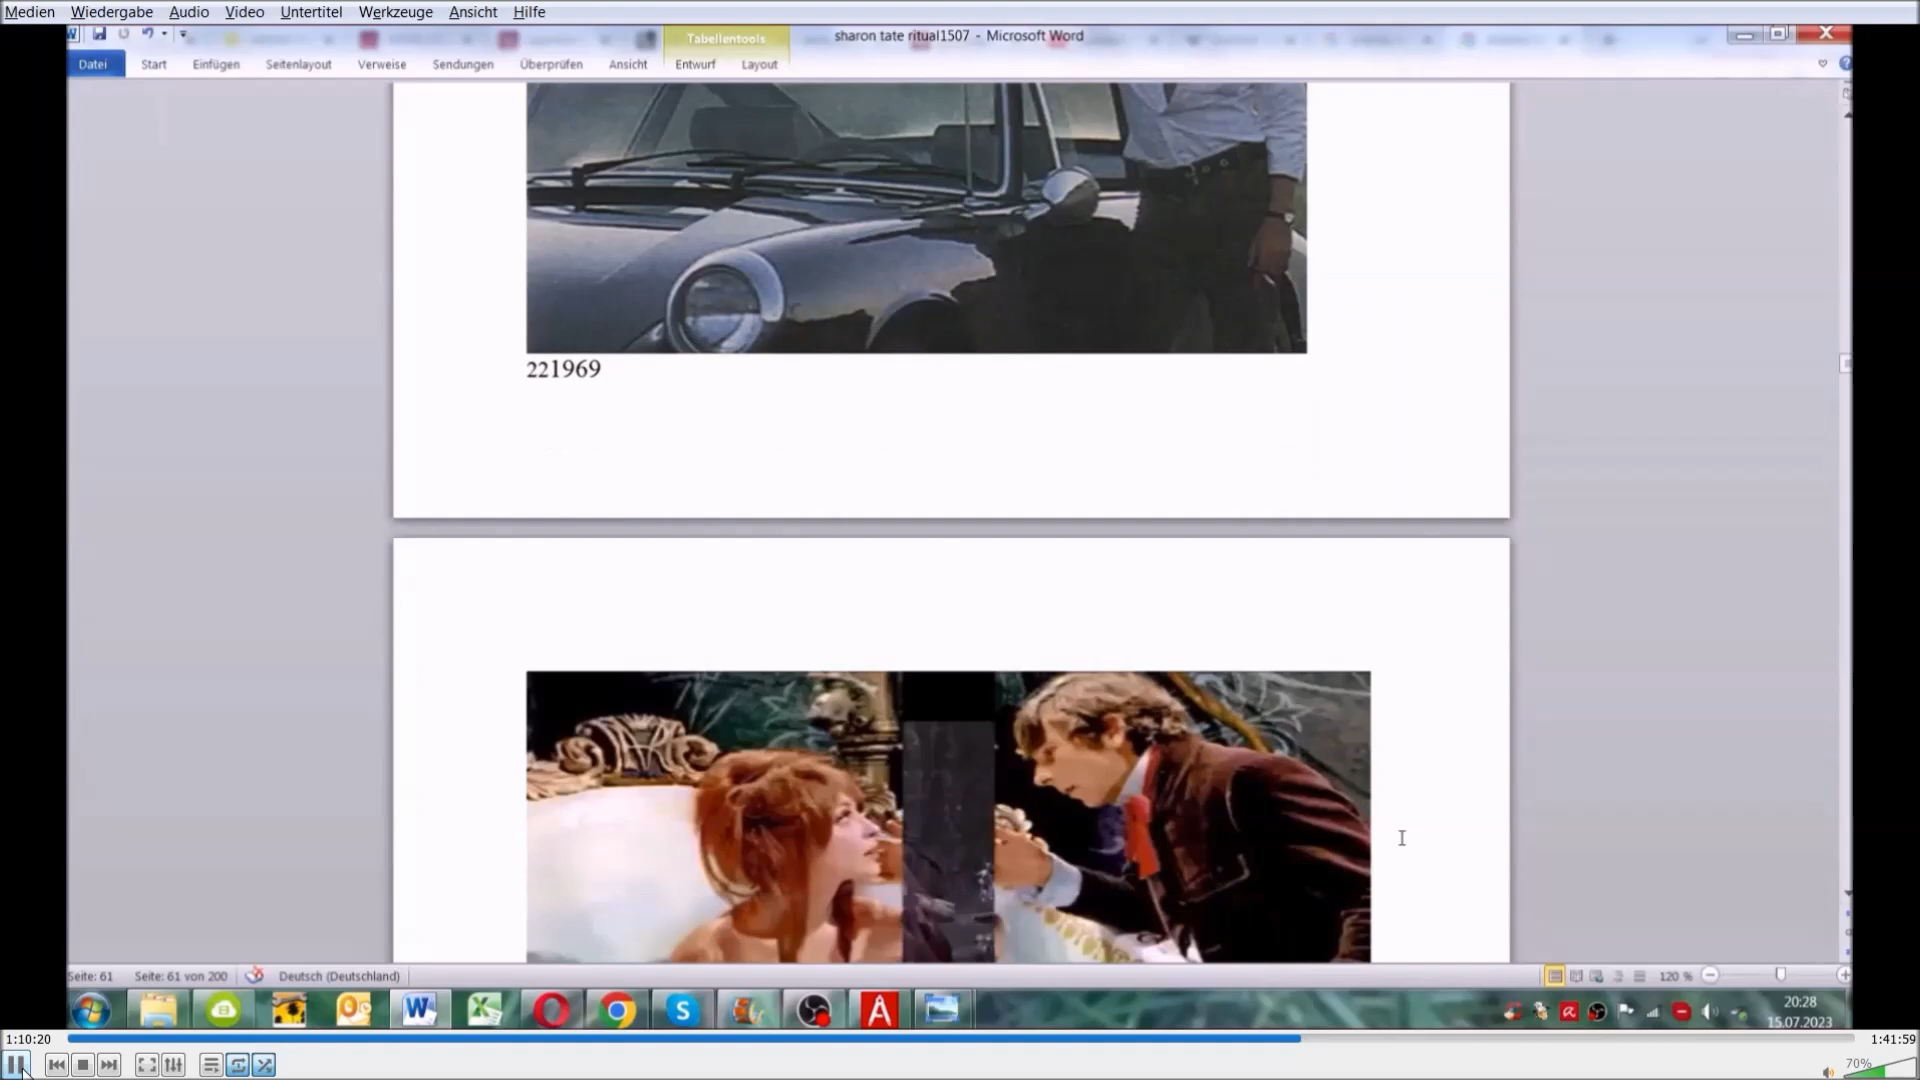 Medien Wiedergabe Audio Video Untertitel Werkzeuge Ansicht Hilfe
Tabellentools
sharon tate ritual1507 - Microsoft Word
Datei Start Einfügen Seitenlayout Verweise Sendungen Überprüfen Ansicht Entwurf Layout
221969
Seite: 61 Seite: 61 von 200 Deutsch (Deutschland) 120 %
20:28
15.07.2023
1:10:20 1:41:59
70%